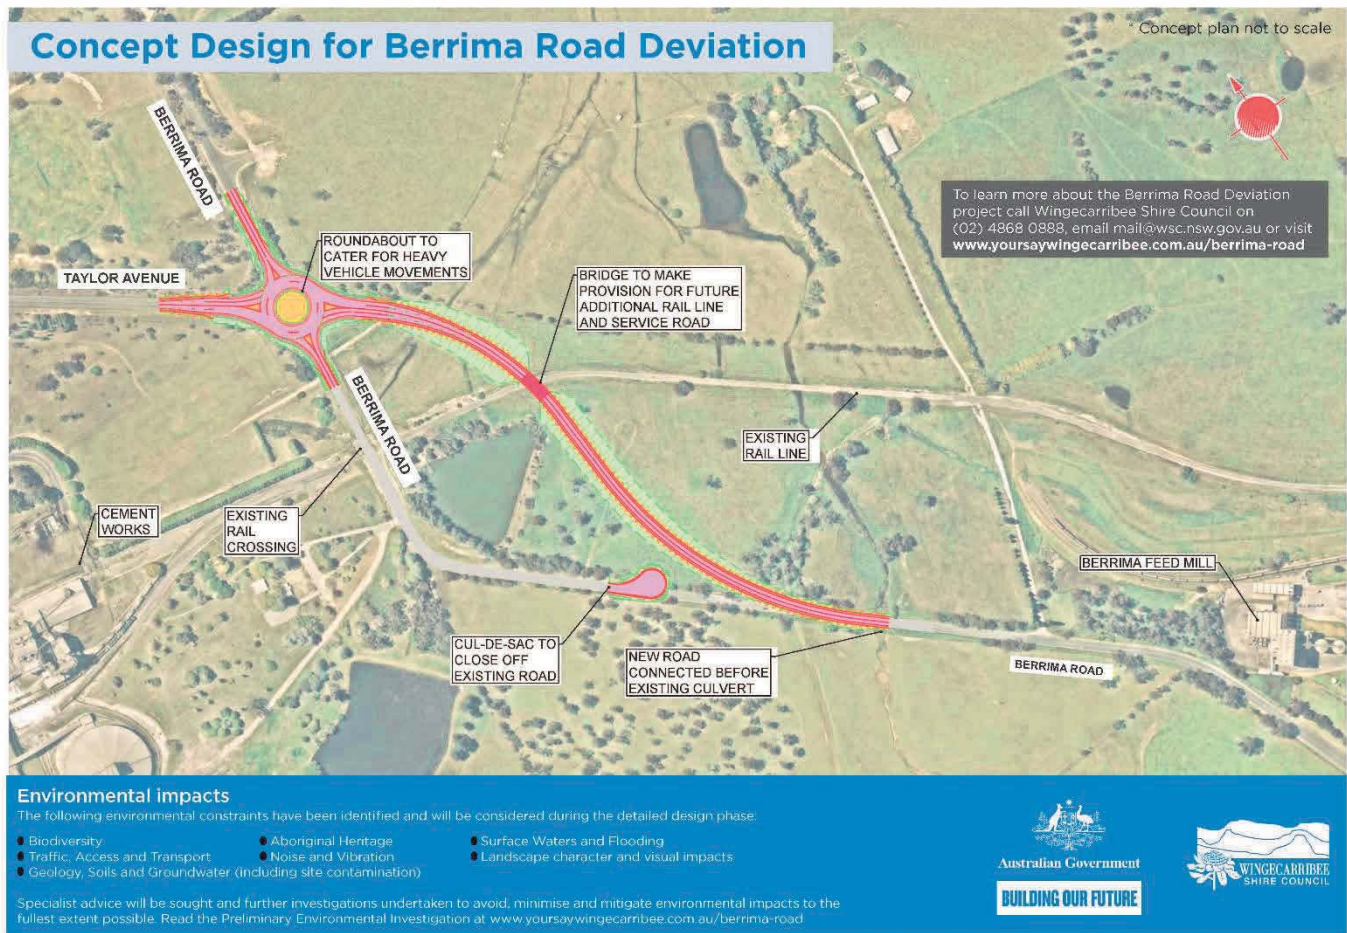 Concept Design for Berrima Road Deviation
* Concept plan not to scale
BERRIMA ROAD
TAYLOR AVENUE
ROUNDABOUT TO
CATER FOR HEAVY
VEHICLE MOVEMENTS
BRIDGE TO MAKE
PROVISION FOR FUTURE
ADDITIONAL RAIL LINE
AND SERVICE ROAD
To learn more about the Berrima Road Deviation
project call Wingecarribee Shire Council on
(02) 4868 0888, email mail@wsc.nsw.gov.au or visit
www.yoursaywingecarribee.com.au/berrima-road
BERRIMA ROAD
EXISTING
RAIL LINE
CEMENT
WORKS
EXISTING
RAIL
CROSSING
BERRIMA FEED MILL
CUL-DE-SAC TO
CLOSE OFF
EXISTING ROAD
NEW ROAD
CONNECTED BEFORE
EXISTING CULVERT
BERRIMA ROAD
Environmental impacts
The following environmental constraints have been identified and will be considered during the detailed design phase:
• Biodiversity
• Traffic, Access and Transport
• Geology, Soils and Groundwater (including site contamination)
• Aboriginal Heritage
• Noise and Vibration
• Surface Waters and Flooding
• Landscape character and visual impacts
Specialist advice will be sought and further investigations undertaken to avoid, minimise and mitigate environmental impacts to the
fullest extent possible. Read the Preliminary Environmental Investigation at www.yoursaywingecarribee.com.au/berrima-road
Australian Government
BUILDING OUR FUTURE
WINGECARRIBEE
SHIRE COUNCIL